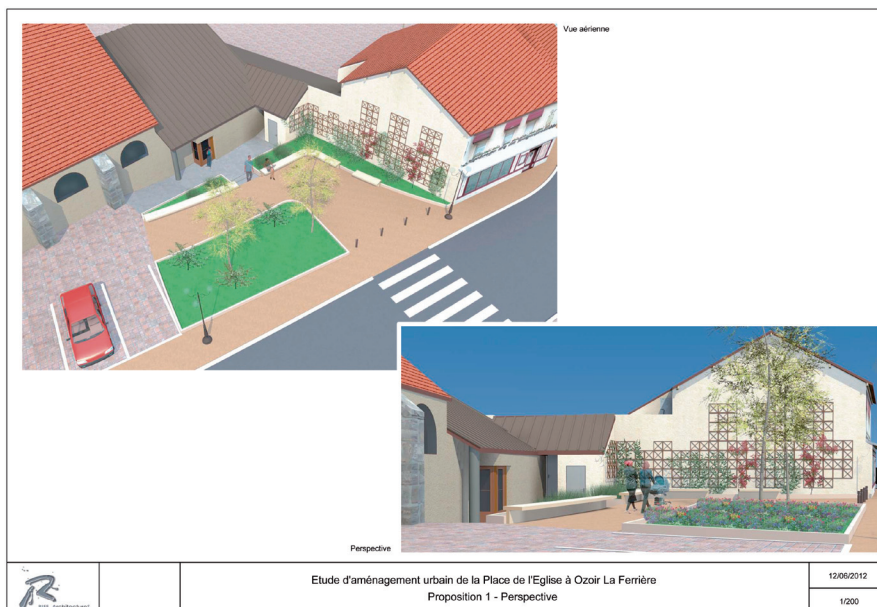 Vue aérienne
Perspective
Etude d'aménagement urbain de la Place de l'Eglise à Ozoir La Ferrière
Proposition 1 - Perspective
12/06/2012
1/200